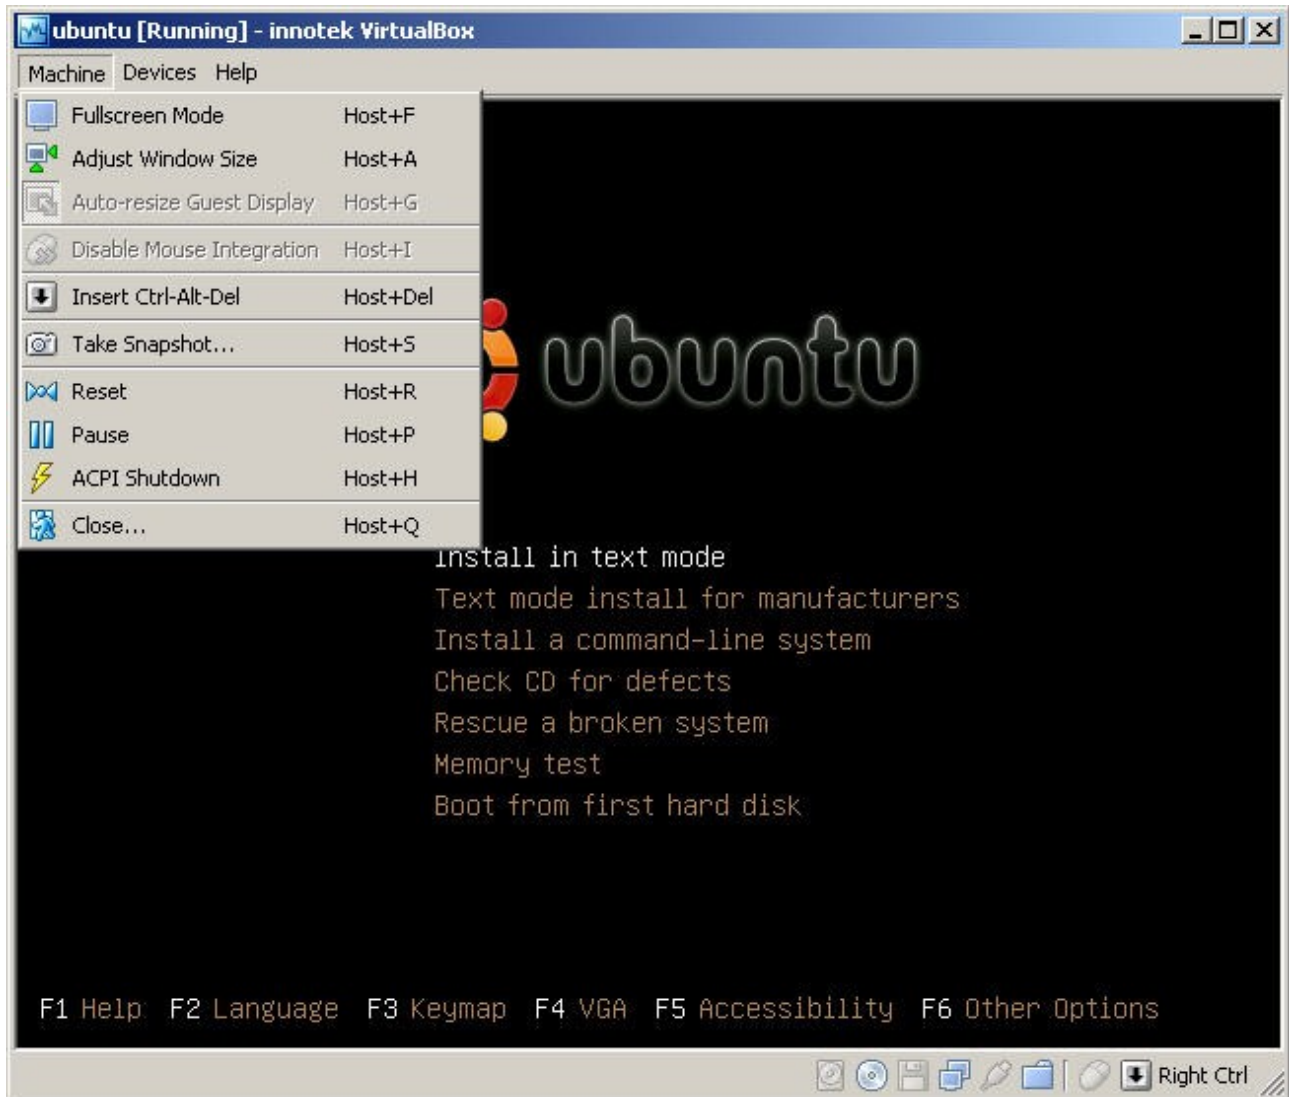 ubuntu [Running] - innotek VirtualBox
Machine Devices Help
Fullscreen Mode Host+F
Adjust Window Size Host+A
Auto-resize Guest Display Host+G
Disable Mouse Integration Host+I
Insert Ctrl-Alt-Del Host+Del
Take Snapshot... Host+S
Reset Host+R
Pause Host+P
ACPI Shutdown Host+H
Close... Host+Q
ubuntu
Install in text mode
Text mode install for manufacturers
Install a command-line system
Check CD for defects
Rescue a broken system
Memory test
Boot from first hard disk
F1 Help F2 Language F3 Keymap F4 VGA F5 Accessibility F6 Other Options
Right Ctrl